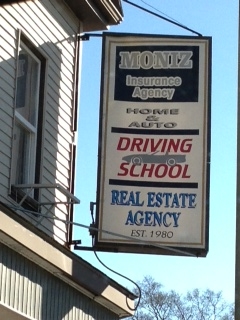 MONIZ
Insurance
Agency
HOME
&
AUTO
DRIVING
SCHOOL
REAL ESTATE
AGENCY
EST. 1980